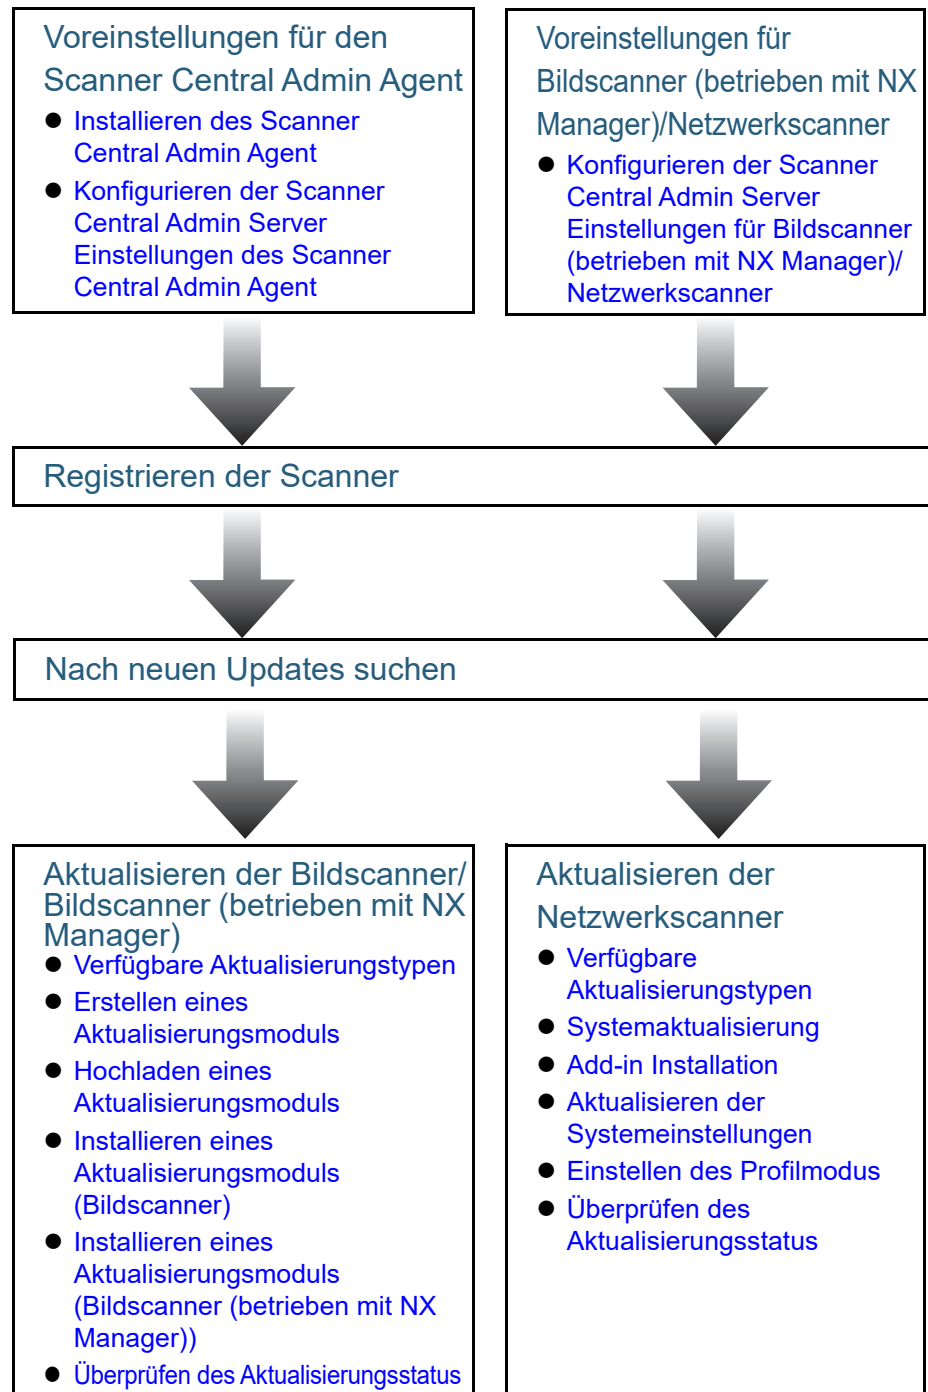 Voreinstellungen für den
Scanner Central Admin Agent
● Installieren des Scanner
Central Admin Agent
● Konfigurieren der Scanner
Central Admin Server
Einstellungen des Scanner
Central Admin Agent
Voreinstellungen für
Bildscanner (betrieben mit NX
Manager)/Netzwerkscanner
● Konfigurieren der Scanner
Central Admin Server
Einstellungen für Bildscanner
(betrieben mit NX Manager)/
Netzwerkscanner
Registrieren der Scanner
Nach neuen Updates suchen
Aktualisieren der Bildscanner/
Bildscanner (betrieben mit NX
Manager)
● Verfügbare Aktualisierungstypen
● Erstellen eines
Aktualisierungsmoduls
● Hochladen eines
Aktualisierungsmoduls
● Installieren eines
Aktualisierungsmoduls
(Bildscanner)
● Installieren eines
Aktualisierungsmoduls
(Bildscanner (betrieben mit NX
Manager))
● Überprüfen des Aktualisierungsstatus
Aktualisieren der
Netzwerkscanner
● Verfügbare
Aktualisierungstypen
● Systemaktualisierung
● Add-in Installation
● Aktualisieren der
Systemeinstellungen
● Einstellen des Profilmodus
● Überprüfen des
Aktualisierungsstatus